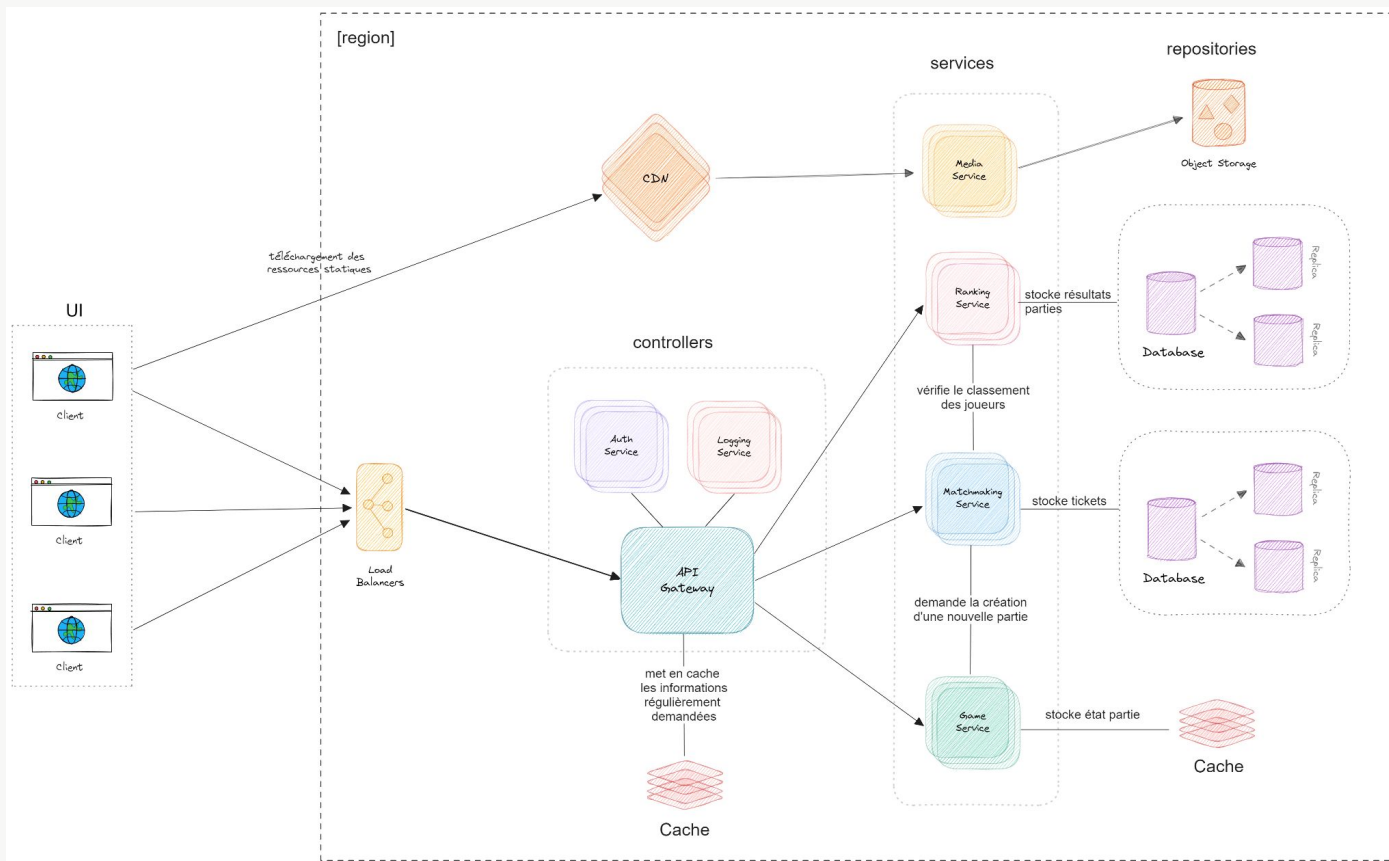 [region]
repositories
services
Object Storage
CDN
Media
Service
téléchargement des
ressources statiques
UI
Client
Client
Client
Load
Balancers
controllers
Auth
Service
Logging
Service
API
Gateway
met en cache
les informations
régulièrement
demandées
Cache
Ranking
Service
stocke résultats
parties
Database
Replica
Replica
vérifie le classement
des joueurs
Matchmaking
Service
stocke tickets
Database
Replica
Replica
demande la création
d'une nouvelle partie
Game
Service
stocke état partie
Cache